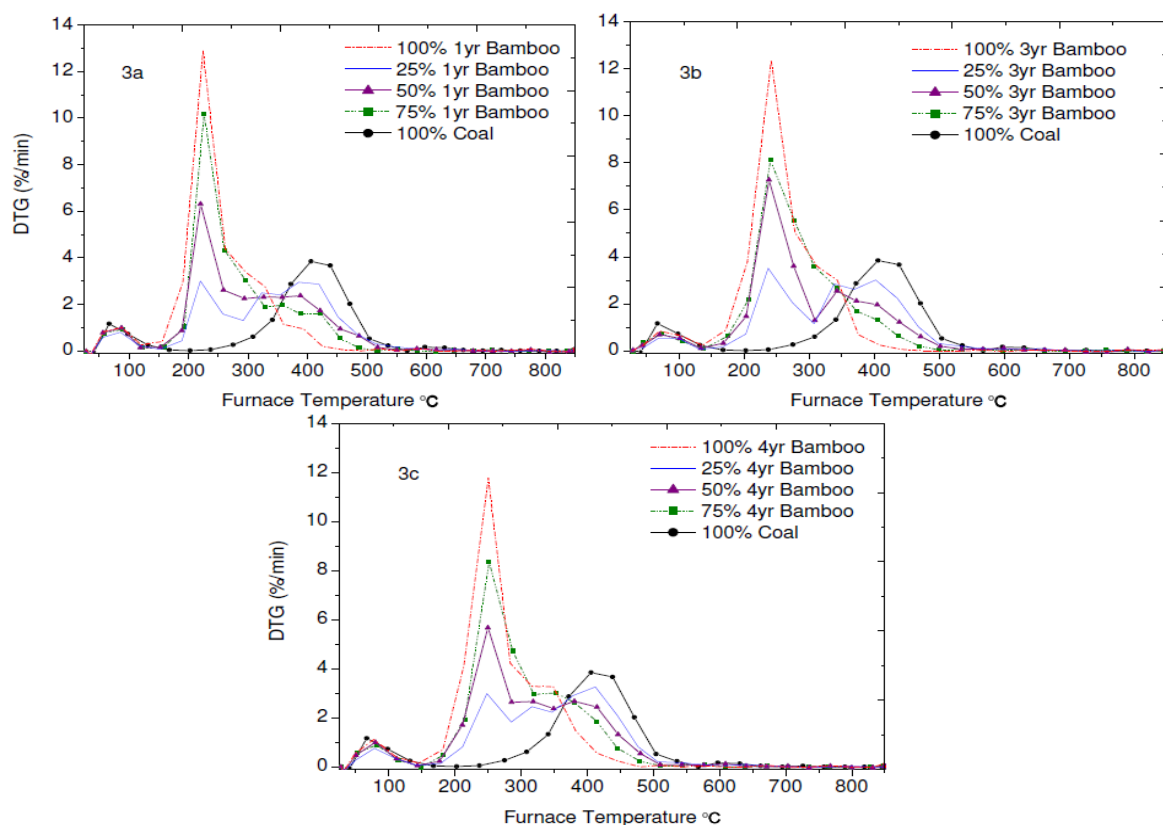 14
12
10
8
6
4
2
0
DTG (%/min)
3a
100% 1yr Bamboo
25% 1yr Bamboo
50% 1yr Bamboo
75% 1yr Bamboo
100% Coal
100 200 300 400 500 600 700 800
Furnace Temperature °C
14
12
10
8
6
4
2
0
3b
100% 3yr Bamboo
25% 3yr Bamboo
50% 3yr Bamboo
75% 3yr Bamboo
100% Coal
100 200 300 400 500 600 700 800
Furnace Temperature °C
14
12
10
8
6
4
2
0
DTG (%/min)
3c
100% 4yr Bamboo
25% 4yr Bamboo
50% 4yr Bamboo
75% 4yr Bamboo
100% Coal
100 200 300 400 500 600 700 800
Furnace Temperature °C